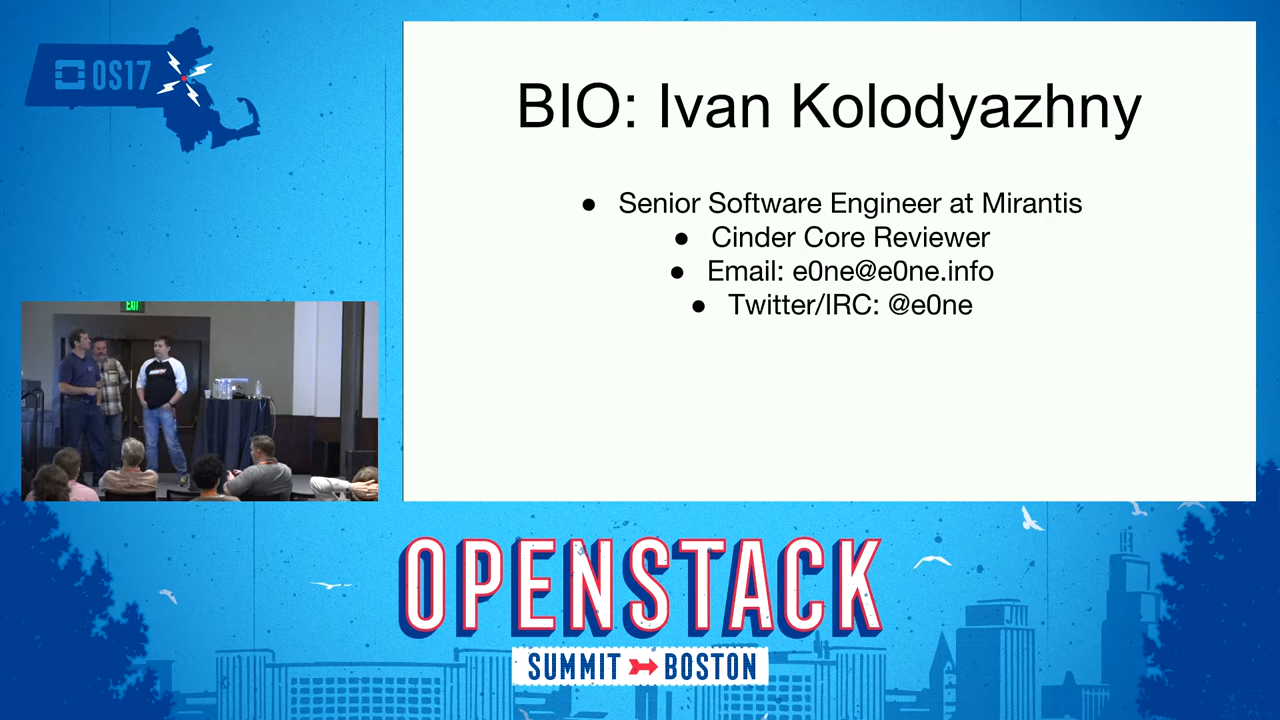 OS17
BIO: Ivan Kolodyazhny
● Senior Software Engineer at Mirantis
● Cinder Core Reviewer
● Email: e0ne@e0ne.info
● Twitter/IRC: @e0ne
EXIT
OPENSTACK
SUMMIT BOSTON